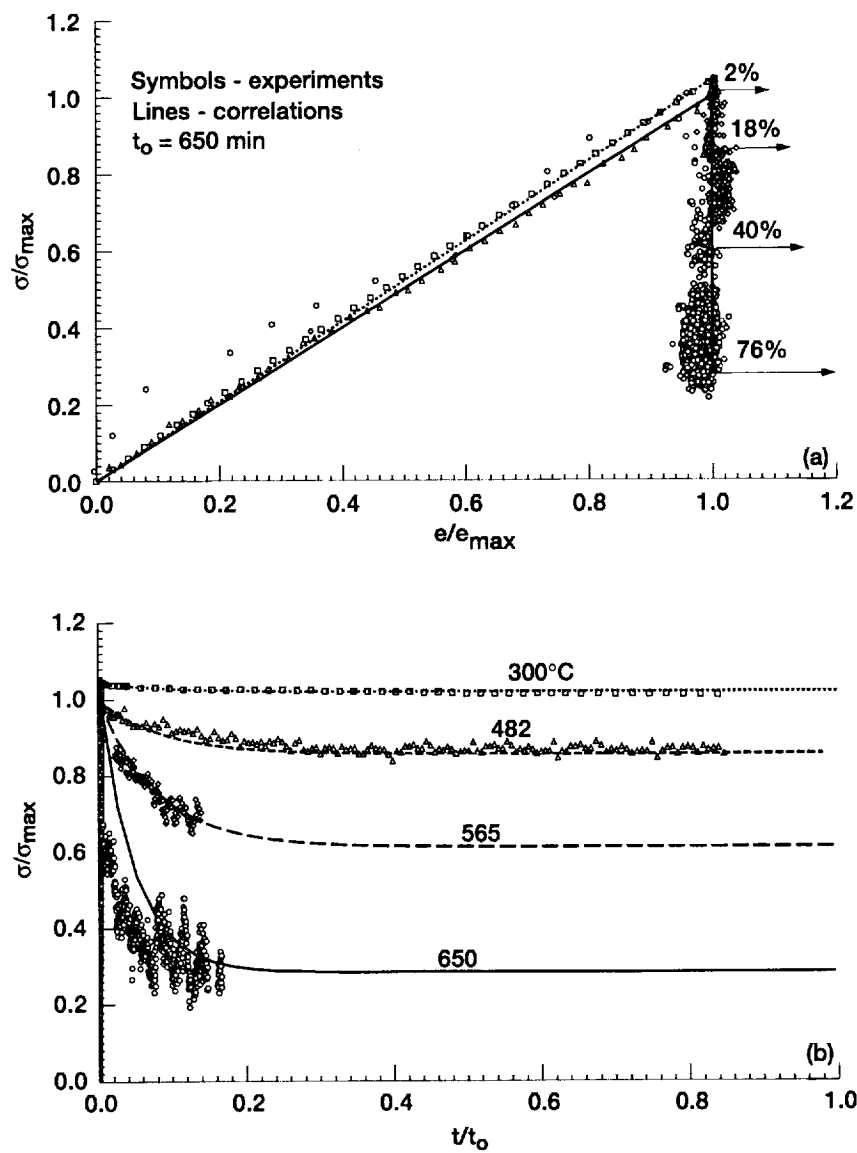 1.2
1.0
0.8
0.6
0.4
0.2
0.0
σ/σmax
Symbols - experiments
Lines - correlations
to = 650 min
2%
18%
40%
76%
(a)
0.0 0.2 0.4 0.6 0.8 1.0 1.2
e/emax
1.2
1.0
0.8
0.6
0.4
0.2
0.0
σ/σmax
300°C
482
565
650
(b)
0.0 0.2 0.4 0.6 0.8 1.0
t/to